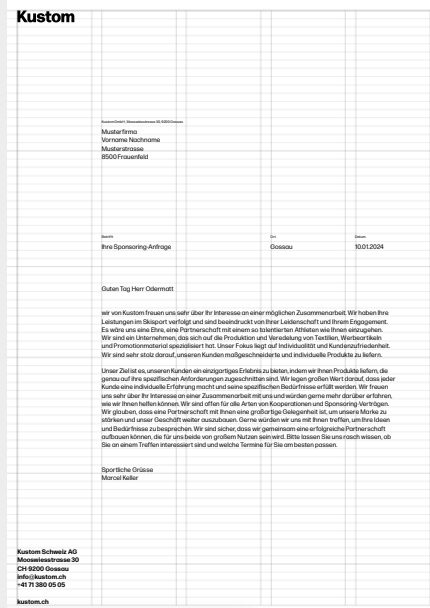 Kustom
Kustom GmbH, Mooswiesstrasse 30, 9200 Gossau
Musterfirma
Vorname Nachname
Musterstrasse
8500 Frauenfeld
Betreff
Ort
Datum
Ihre Sponsoring-Anfrage
Gossau
10.01.2024
Guten Tag Herr Odermatt
wir von Kustom freuen uns sehr über Ihr Interesse an einer möglichen Zusammenarbeit. Wir haben Ihre
Leistungen im Skisport verfolgt und sind beeindruckt von Ihrer Leidenschaft und Ihrem Engagement.
Es wäre uns eine Ehre, eine Partnerschaft mit einem so talentierten Athleten wie Ihnen einzugehen.
Wir sind ein Unternehmen, das sich auf die Produktion und Veredelung von Textilien, Werbeartikeln
und Promotionmaterial spezialisiert hat. Unser Fokus liegt auf Individualität und Kundenzufriedenheit.
Wir sind sehr stolz darauf, unseren Kunden maßgeschneiderte und individuelle Produkte zu liefern.
Unser Ziel ist es, unseren Kunden ein einzigartiges Erlebnis zu bieten, indem wir ihnen Produkte liefern, die
genau auf ihre spezifischen Anforderungen zugeschnitten sind. Wir legen großen Wert darauf, dass jeder
Kunde eine individuelle Erfahrung macht und seine spezifischen Bedürfnisse erfüllt werden. Wir freuen
uns sehr über Ihr Interesse an einer Zusammenarbeit mit uns und würden gerne mehr darüber erfahren,
wie wir Ihnen helfen können. Wir sind offen für alle Arten von Kooperationen und Sponsoring-Verträgen.
Wir glauben, dass eine Partnerschaft mit Ihnen eine großartige Gelegenheit ist, um unsere Marke zu
stärken und unser Geschäft weiter auszubauen. Gerne würden wir uns mit Ihnen treffen, um Ihre Ideen
und Bedürfnisse zu besprechen. Wir sind sicher, dass wir gemeinsam eine erfolgreiche Partnerschaft
aufbauen können, die für uns beide von großem Nutzen sein wird. Bitte lassen Sie uns rasch wissen, ob
Sie an einem Treffen interessiert sind und welche Termine für Sie am besten passen.
Sportliche Grüsse
Marcel Keller
Kustom Schweiz AG
Mooswiesstrasse 30
CH-9200 Gossau
info@kustom.ch
+41 71 380 05 05
kustom.ch